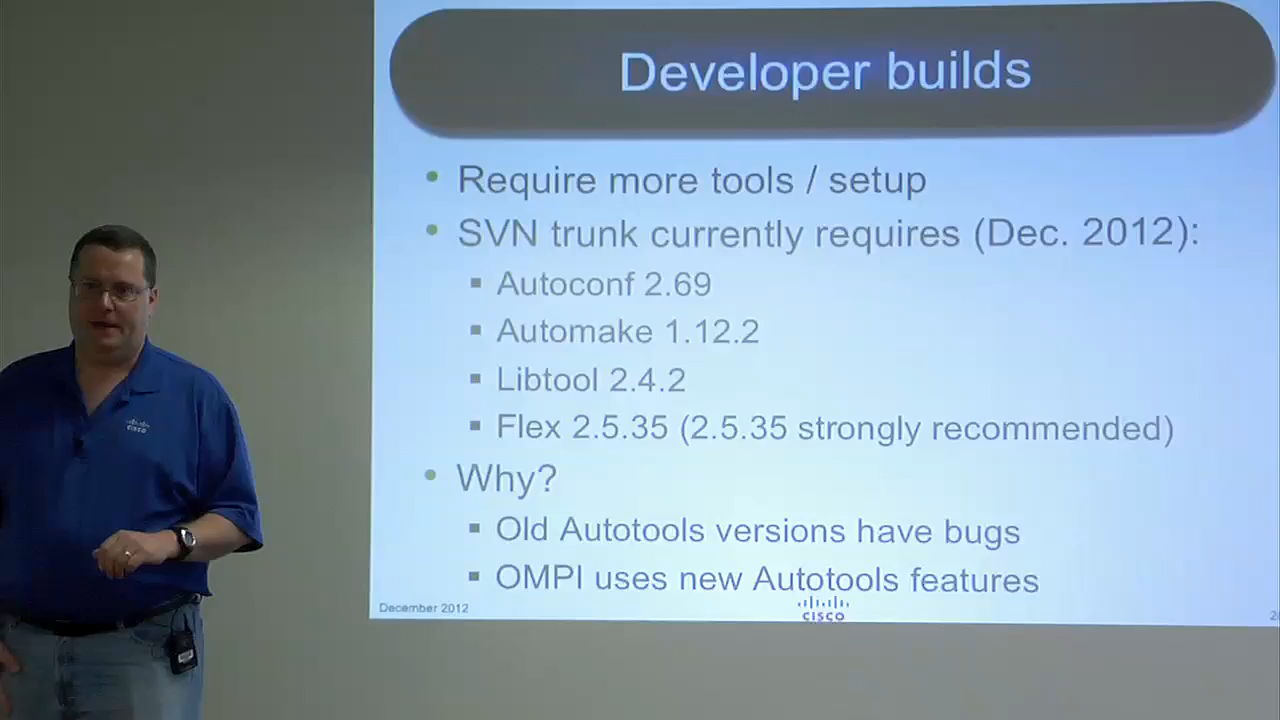 Developer builds
• Require more tools / setup
• SVN trunk currently requires (Dec. 2012):
▪ Autoconf 2.69
▪ Automake 1.12.2
▪ Libtool 2.4.2
▪ Flex 2.5.35 (2.5.35 strongly recommended)
• Why?
▪ Old Autotools versions have bugs
▪ OMPI uses new Autotools features
December 2012
CISCO
CISCO